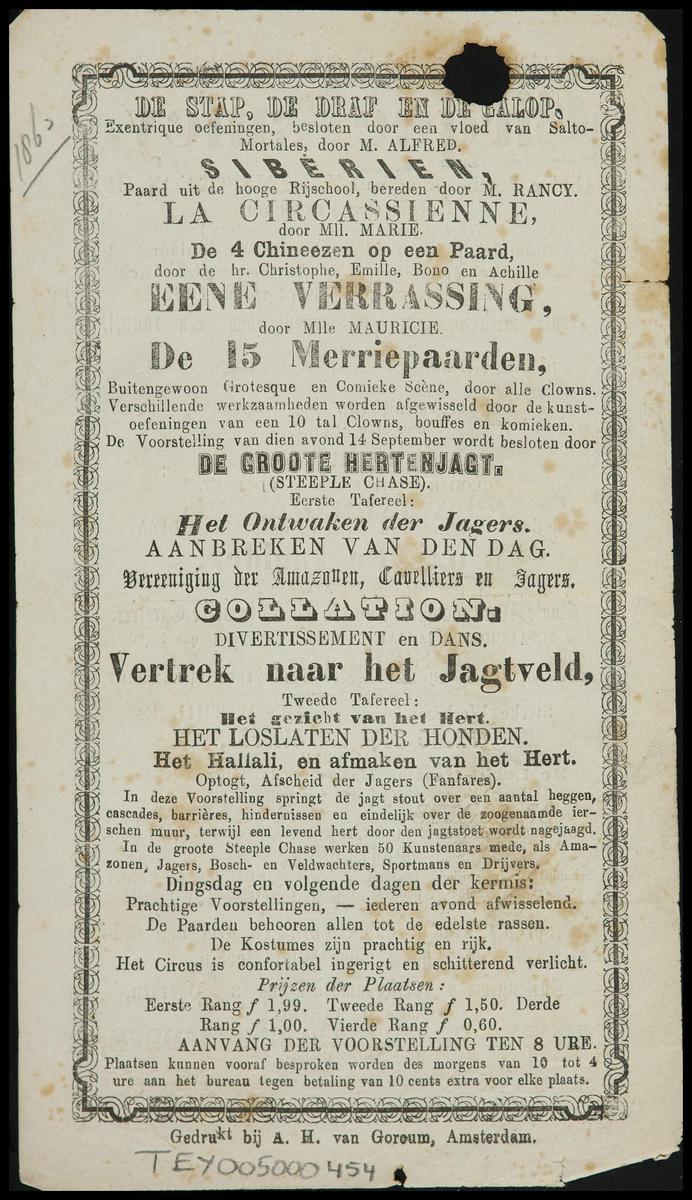 DE STAP, DE DRAF EN DE GALOP,
Exentrique oefeningen, besloten door een vloed van Salto-
Mortales, door M. ALFRED.
SIBÉRIEN,
Paard uit de hooge Rijschool, bereden door M. RANCY.
LA CIRCASSIENNE,
door Mll. MARIE.
De 4 Chineezen op een Paard,
door de hr. Christophe, Emille, Bono en Achille
EENE VERRASSING,
door Mlle MAURICIE.
De 15 Merriepaarden,
Buitengewoon Grotesque en Comieke Scène, door alle Clowns.
Verschillende werkzaamheden worden afgewisseld door de kunst-
oefeningen van een 10 tal Clowns, bouffes en komieken.
De Voorstelling van dien avond 14 September wordt besloten door
DE GROOTE HERTENJAGT.
(STEEPLE CHASE).
Eerste Tafereel:
Het Ontwaken der Jagers.
AANBREKEN VAN DEN DAG.
Vereeniging der Amazonen, Cavelliers en Jagers.
COLLATION:
DIVERTISSEMENT en DANS.
Vertrek naar het Jagtveld,
Tweede Tafereel:
Het gezicht van het Hert.
HET LOSLATEN DER HONDEN.
Het Hallali, en afmaken van het Hert.
Optogt, Afscheid der Jagers (Fanfares).
In deze Voorstelling springt de jagt stout over een aantal heggen,
cascades, barrières, hindernissen en eindelijk over de zoogenaamde ier-
schen muur, terwijl een levend hert door den jagtstoet wordt nagejaagd.
In de groote Steeple Chase werken 50 Kunstenaars mede, als Ama-
zonen, Jagers, Bosch- en Veldwachters, Sportmans en Drijvers.
Dingsdag en volgende dagen der kermis:
Prachtige Voorstellingen, — iederen avond afwisselend.
De Paarden behooren allen tot de edelste rassen.
De Kostumes zijn prachtig en rijk.
Het Circus is confortabel ingerigt en schitterend verlicht.
Prijzen der Plaatsen:
Eerste Rang f 1,99. Tweede Rang f 1,50. Derde
Rang f 1,00. Vierde Rang f 0,60.
AANVANG DER VOORSTELLING TEN 8 URE.
Plaatsen kunnen vooraf besproken worden des morgens van 10 tot 4
ure aan het bureau tegen betaling van 10 cents extra voor elke plaats.
Gedrukt bij A. H. van Gorcum, Amsterdam.
TEY005000454